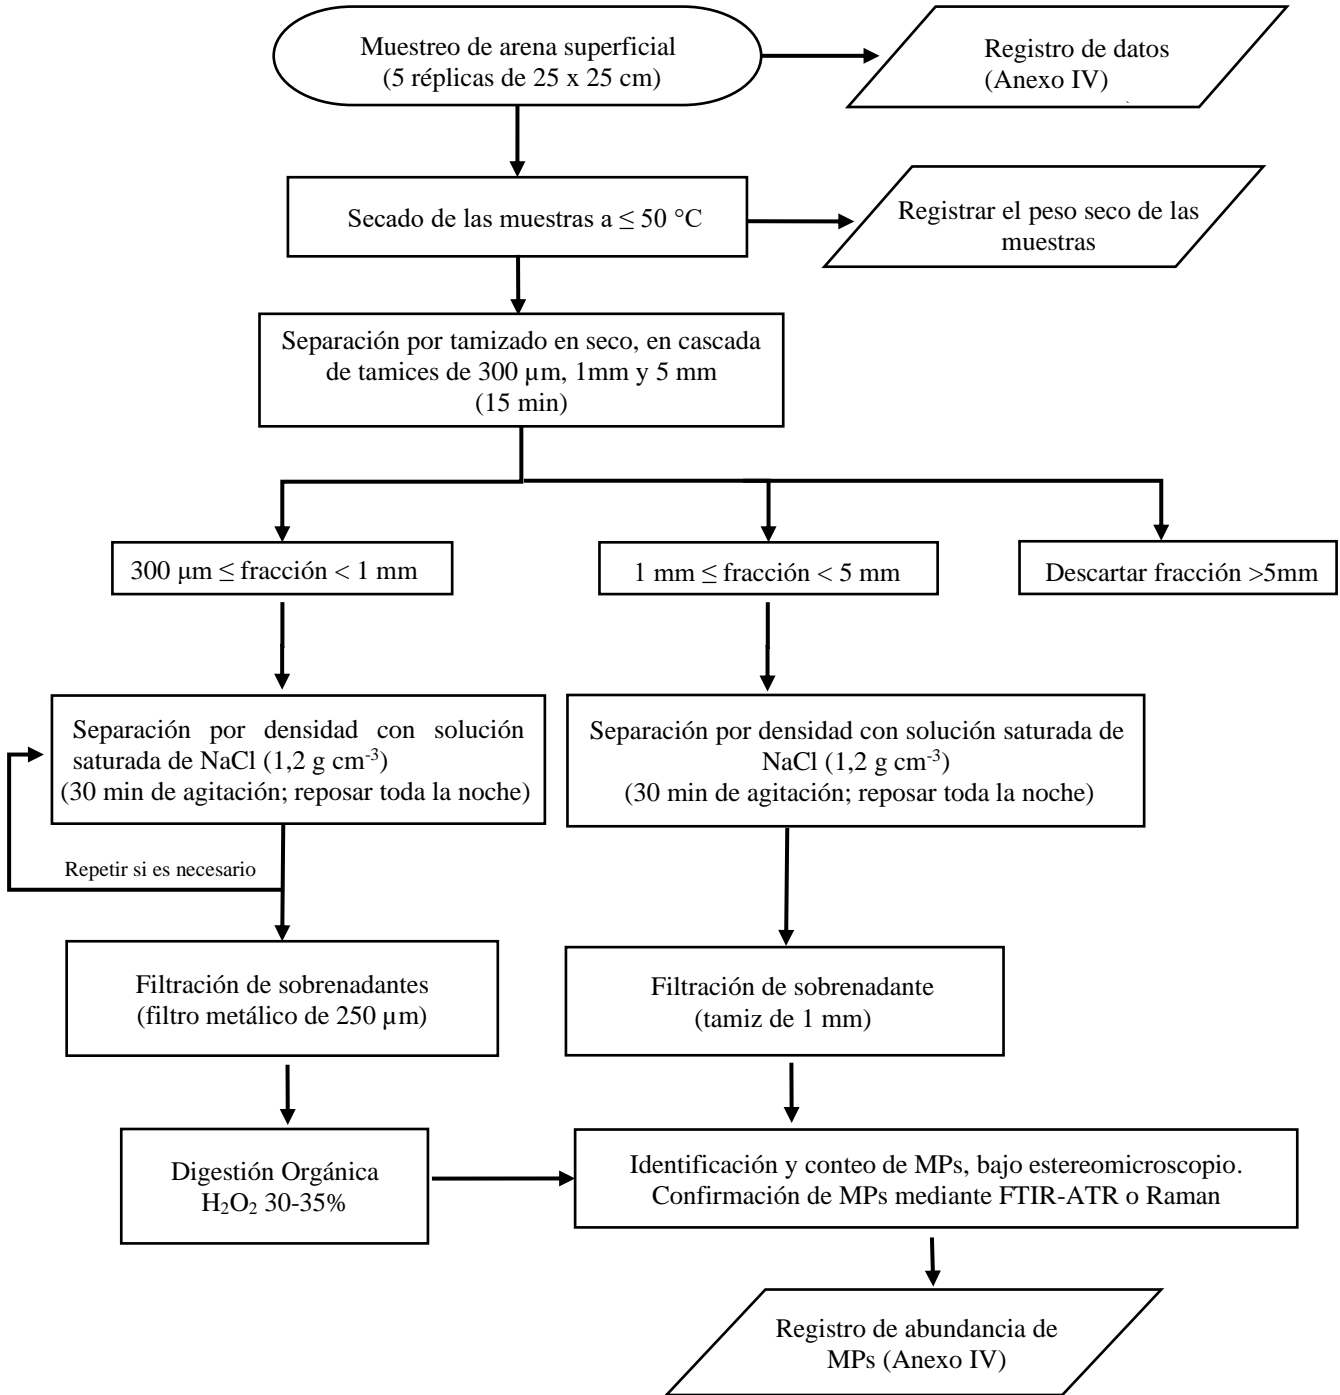 Muestreo de arena superficial
(5 réplicas de 25 x 25 cm)
Registro de datos
(Anexo IV)
Secado de las muestras a ≤ 50 °C
Registrar el peso seco de las
muestras
Separación por tamizado en seco, en cascada
de tamices de 300 µm, 1mm y 5 mm
(15 min)
300 µm ≤ fracción < 1 mm
1 mm ≤ fracción < 5 mm
Descartar fracción >5mm
Separación por densidad con solución
saturada de NaCl (1,2 g cm⁻³)
(30 min de agitación; reposar toda la noche)
Separación por densidad con solución saturada de
NaCl (1,2 g cm⁻³)
(30 min de agitación; reposar toda la noche)
Repetir si es necesario
Filtración de sobrenadantes
(filtro metálico de 250 µm)
Filtración de sobrenadante
(tamiz de 1 mm)
Digestión Orgánica
H₂O₂ 30-35%
Identificación y conteo de MPs, bajo estereomicroscopio.
Confirmación de MPs mediante FTIR-ATR o Raman
Registro de abundancia de
MPs (Anexo IV)